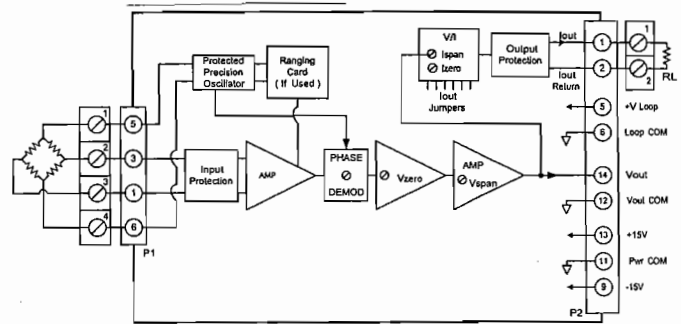 V/I
Ispan
Izero
Iout
Jumpers
Output
Protection
Iout
Iout
Return
1
2
1
2
RL
Protected
Precision
Oscillator
Ranging
Card
( If Used )
5
+V Loop
6
Loop COM
1
2
3
4
5
3
1
6
P1
Input
Protection
AMP
PHASE
DEMOD
Vzero
AMP
Vspan
14
Vout
12
Vout COM
13
+15V
11
Pwr COM
9
-15V
P2